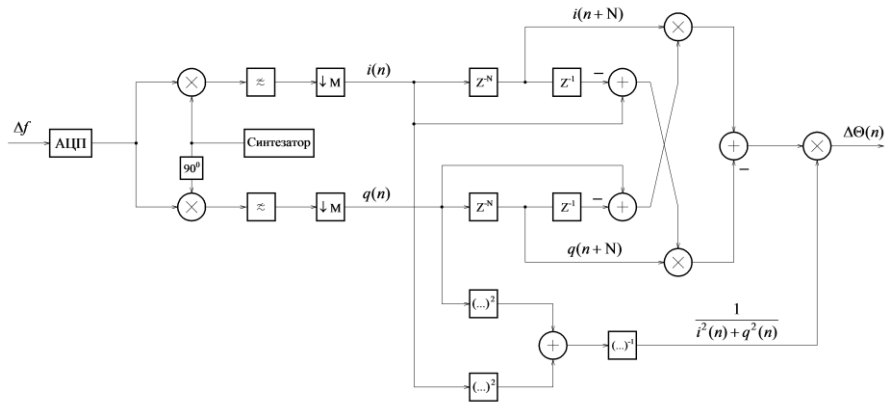 i(n+N)
Δf
АЦП
≈
↓ M
i(n)
Z⁻ᴺ
Z⁻¹
−
Синтезатор
90⁰
−
ΔΘ(n)
≈
↓ M
q(n)
Z⁻ᴺ
Z⁻¹
−
q(n+N)
(...)²
(...)⁻¹
1
i²(n)+q²(n)
(...)²